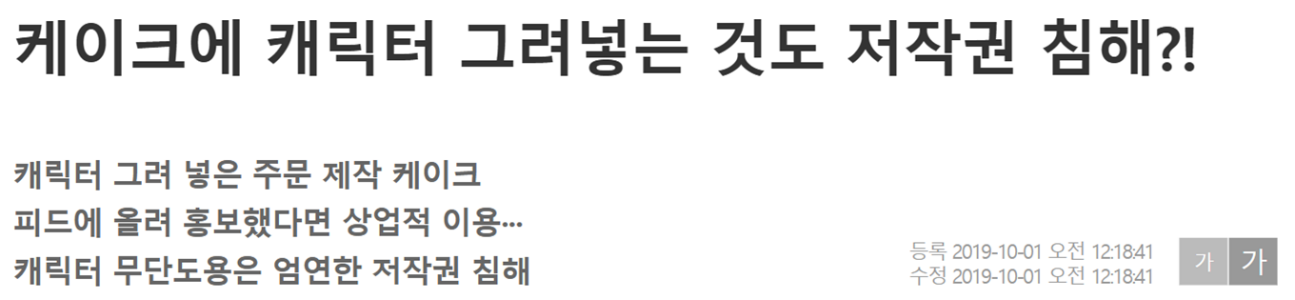 케이크에 캐릭터 그려넣는 것도 저작권 침해?!
캐릭터 그려 넣은 주문 제작 케이크
피드에 올려 홍보했다면 상업적 이용…
캐릭터 무단도용은 엄연한 저작권 침해
등록 2019-10-01 오전 12:18:41
수정 2019-10-01 오전 12:18:41
가 가